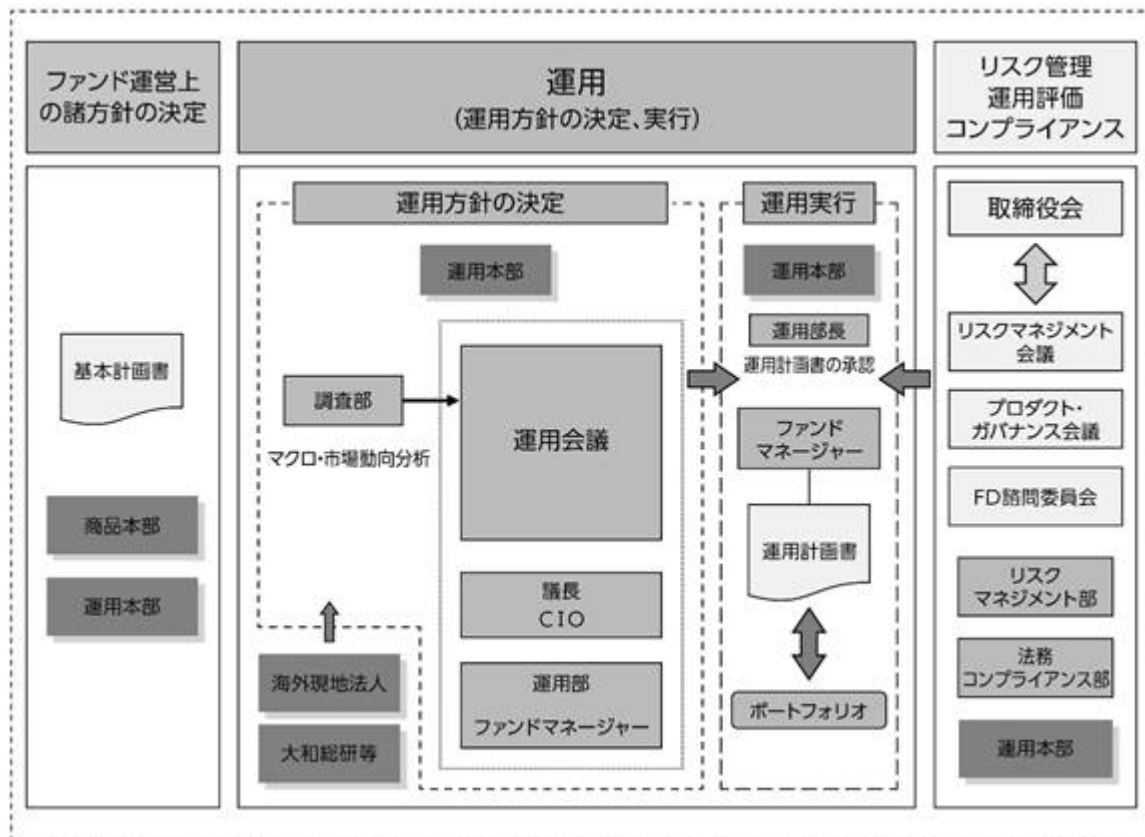 ファンド運営上
の諸方針の決定
運用
(運用方針の決定、実行)
リスク管理
運用評価
コンプライアンス
基本計画書
商品本部
運用本部
運用方針の決定
運用本部
調査部
マクロ・市場動向分析
運用会議
議長
CIO
運用部
ファンドマネージャー
海外現地法人
大和総研等
運用実行
運用本部
運用部長
運用計画書の承認
ファンド
マネージャー
運用計画書
ポートフォリオ
取締役会
リスクマネジメント
会議
プロダクト・
ガバナンス会議
FD諮問委員会
リスク
マネジメント部
法務
コンプライアンス部
運用本部